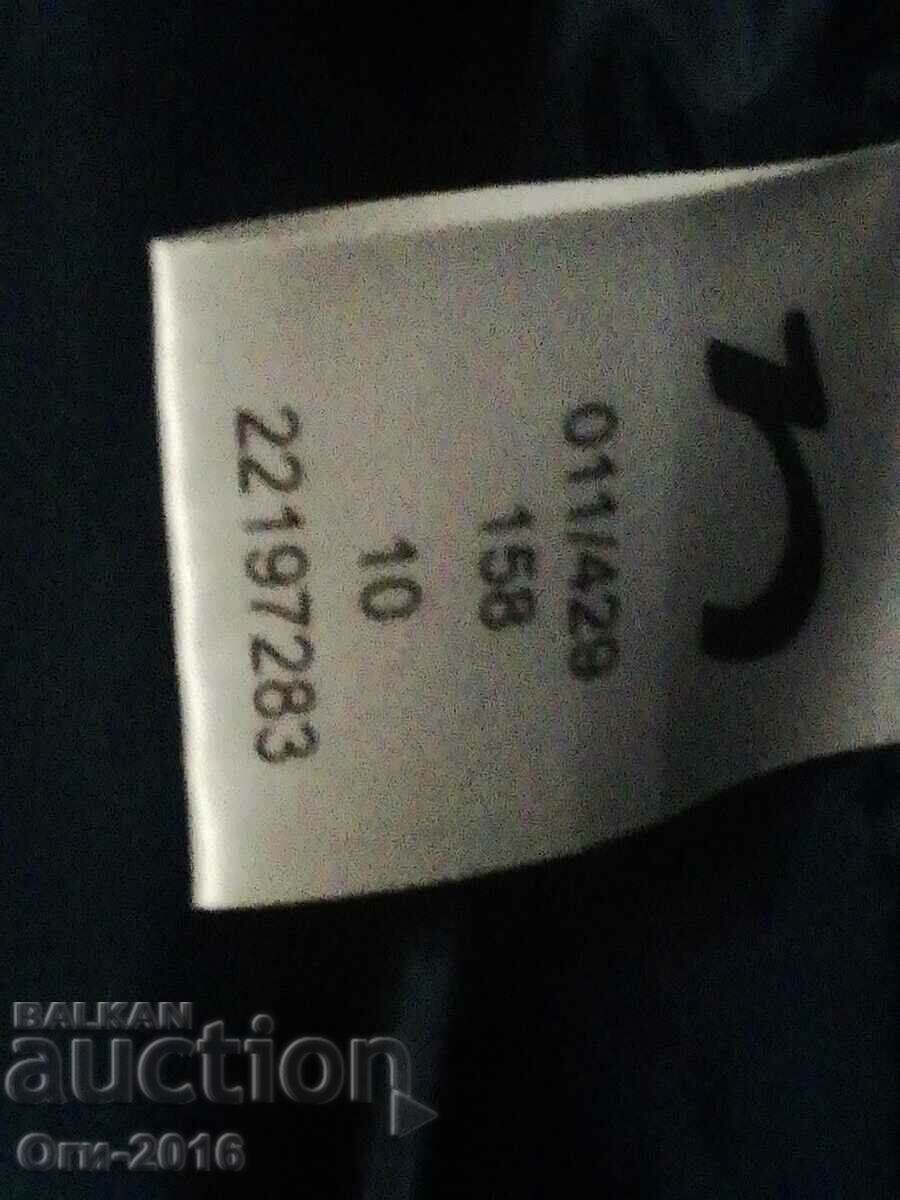 011/429
158
10
22197283
BALKAN
auction
Оги-2016